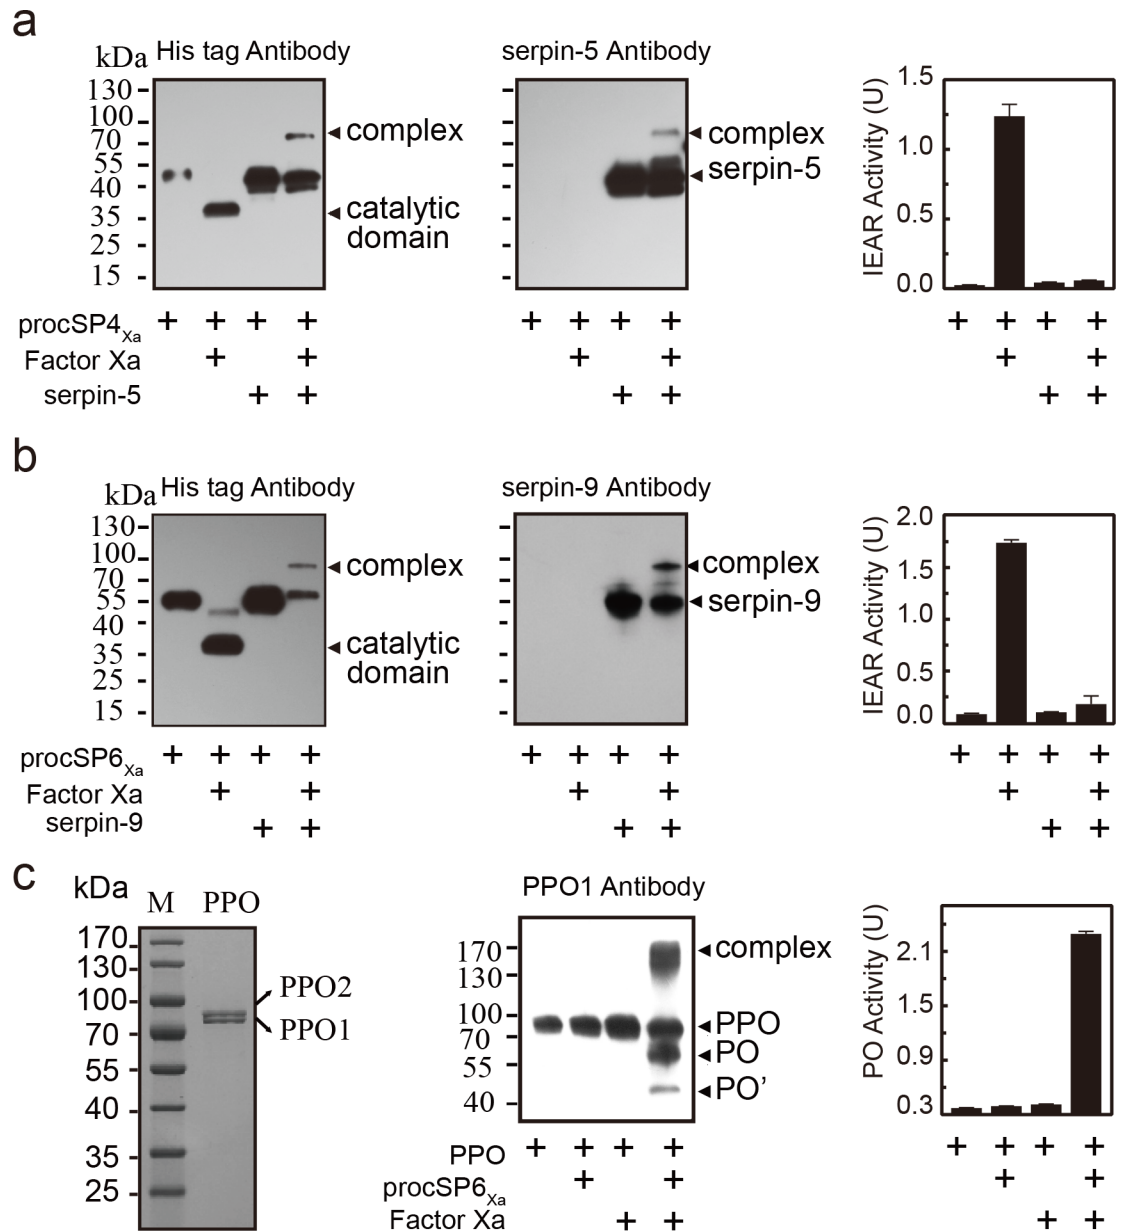 a
kDa His tag Antibody
130
100
70
55
40
35
25
15
complex
catalytic
domain
serpin-5 Antibody
complex
serpin-5
IEAR Activity (U)
1.5
1.0
0.5
0.0
procSP4Xa + + + + + + + + + + + +
Factor Xa + + + + + +
serpin-5 + + + + + +
b
kDa His tag Antibody
130
100
70
55
40
35
25
15
complex
catalytic
domain
serpin-9 Antibody
complex
serpin-9
IEAR Activity (U)
2.0
1.5
1.0
0.5
0.0
procSP6Xa + + + + + + + + + + + +
Factor Xa + + + + + +
serpin-9 + + + + + +
c
kDa M PPO
170
130
100
70
55
40
35
25
PPO2
PPO1
PPO1 Antibody
170
130
100
70
55
40
complex
PPO
PO
PO’
PO Activity (U)
2.1
1.5
0.9
0.3
PPO + + + + + + + +
procSP6Xa + + + +
Factor Xa + + + +